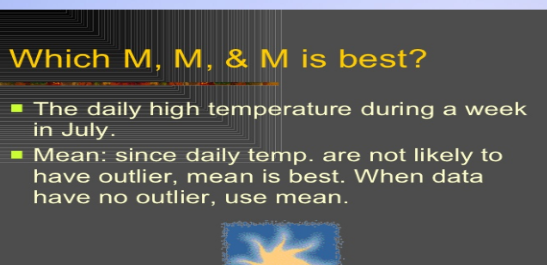 Which M, M, & M is best?
The daily high temperature during a week
in July.
Mean: since daily temp. are not likely to
have outlier, mean is best. When data
have no outlier, use mean.